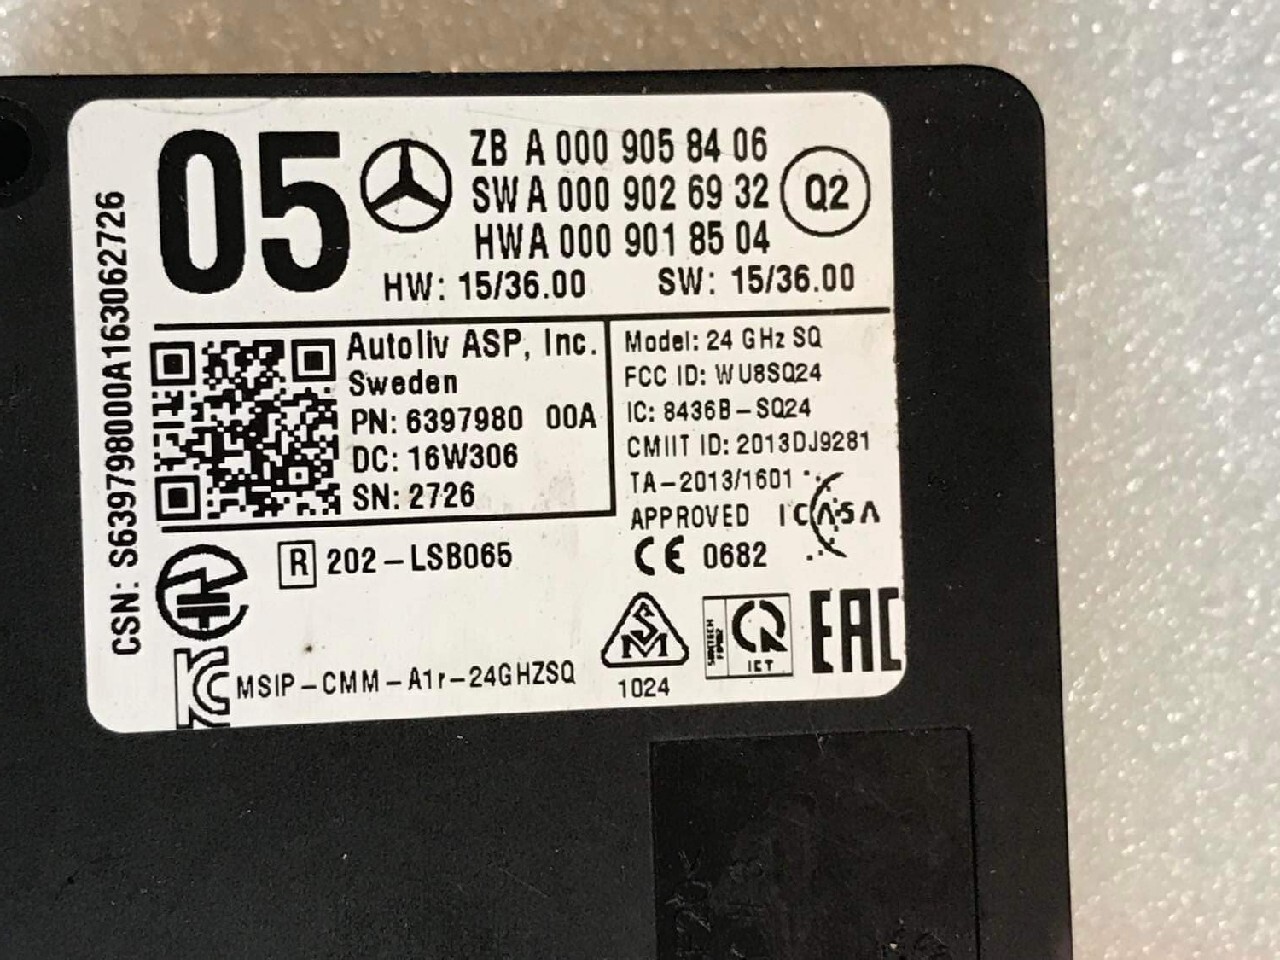 05
ZB A 000 905 84 06
SW A 000 902 69 32
HW A 000 901 85 04
Q2
HW: 15/36.00 SW: 15/36.00
CSN: S639798000A163062726
Autoliv ASP, Inc.
Sweden
PN: 6397980 00A
DC: 16W306
SN: 2726
Model: 24 GHz SQ
FCC ID: WU8SQ24
IC: 8436B-SQ24
CMIIT ID: 2013DJ9281
TA-2013/1601
APPROVED ICASA
CE 0682
R 202-LSB065
MSIP-CMM-A1r-24GHZSQ
SM
1024
ICT
EAC